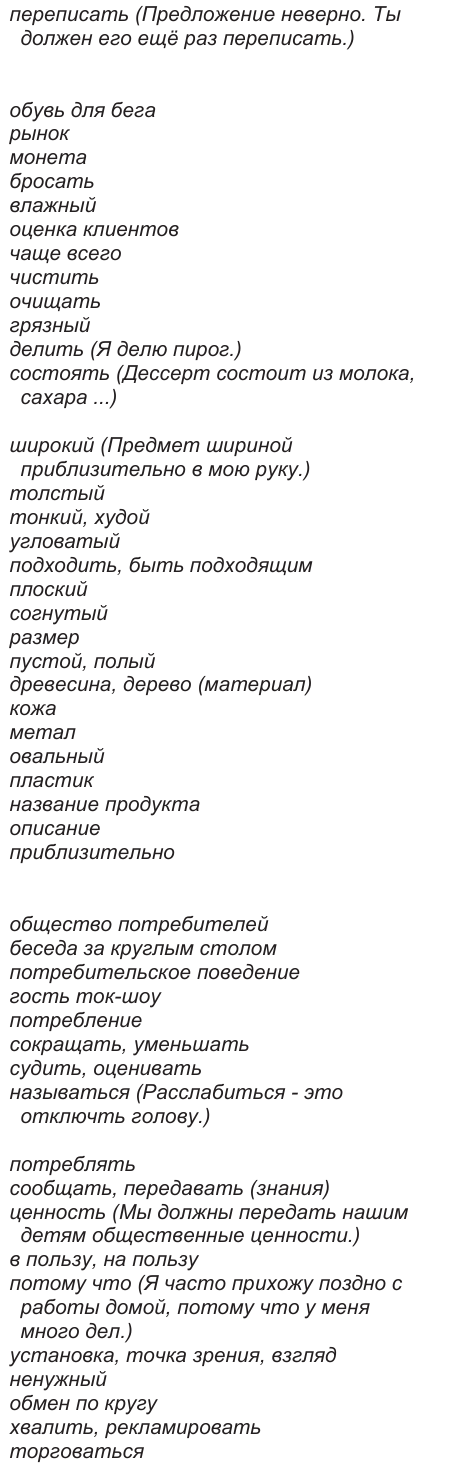 переписать (Предложение неверно. Ты
должен его ещё раз переписать.)
обувь для бега
рынок
монета
бросать
влажный
оценка клиентов
чаще всего
чистить
очищать
грязный
делить (Я делю пирог.)
состоять (Дессерт состоит из молока,
сахара ...)
широкий (Предмет шириной
приблизительно в мою руку.)
толстый
тонкий, худой
угловатый
подходить, быть подходящим
плоский
согнутый
размер
пустой, полый
древесина, дерево (материал)
кожа
метал
овальный
пластик
название продукта
описание
приблизительно
общество потребителей
беседа за круглым столом
потребительское поведение
гость ток-шоу
потребление
сокращать, уменьшать
судить, оценивать
называться (Расслабиться - это
отключть голову.)
потреблять
сообщать, передавать (знания)
ценность (Мы должны передать нашим
детям общественные ценности.)
в пользу, на пользу
потому что (Я часто прихожу поздно с
работы домой, потому что у меня
много дел.)
установка, точка зрения, взгляд
ненужный
обмен по кругу
хвалить, рекламировать
торговаться